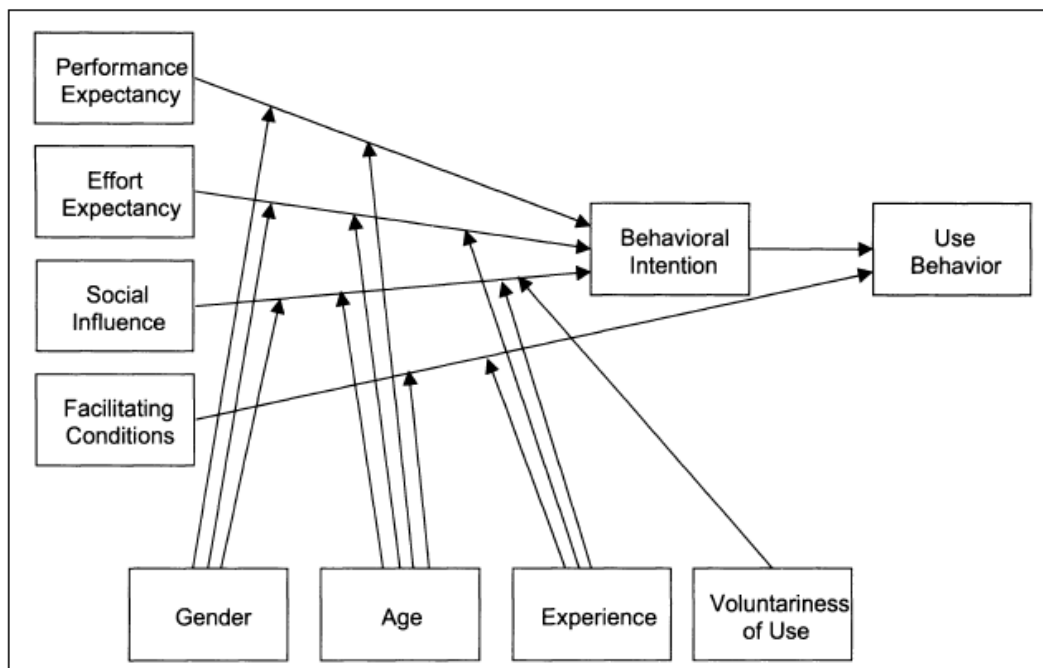 Performance
Expectancy
Effort
Expectancy
Social
Influence
Facilitating
Conditions
Behavioral
Intention
Use
Behavior
Gender
Age
Experience
Voluntariness
of Use